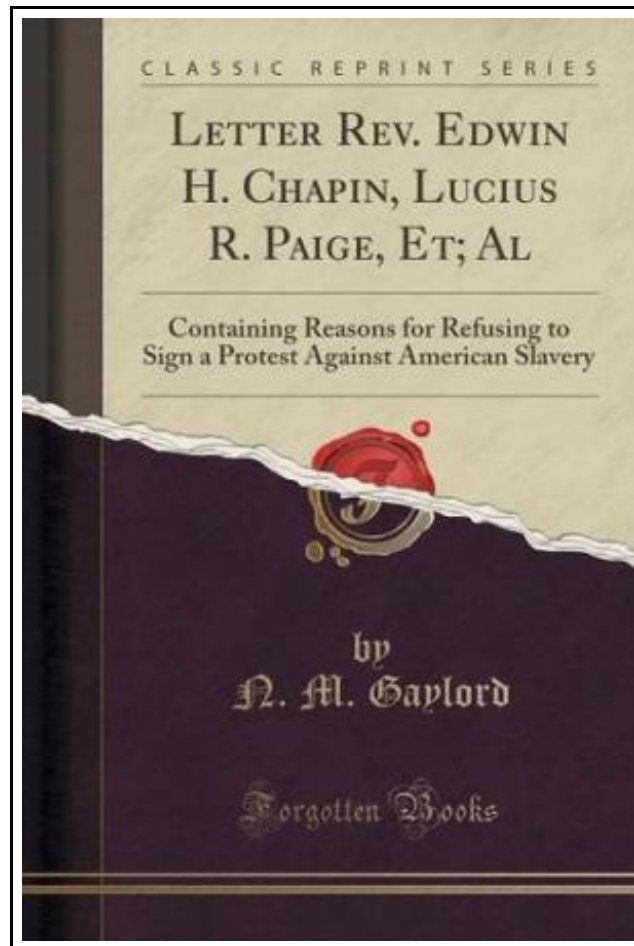 CLASSIC REPRINT SERIES
LETTER REV. EDWIN
H. CHAPIN, LUCIUS
R. PAIGE, ET; AL
Containing Reasons for Refusing to
Sign a Protest Against American Slavery
F
by
N. M. Gaylord
Forgotten Books